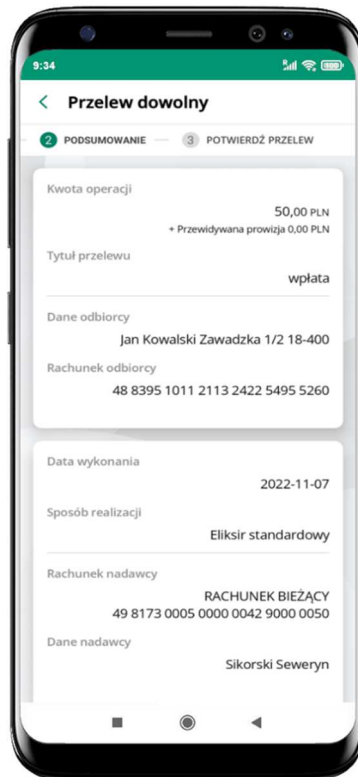 9:34
Przelew dowolny
2 PODSUMOWANIE 3 POTWIERDŹ PRZELEW
Kwota operacji
50,00 PLN
+ Przewidywana prowizja 0,00 PLN
Tytuł przelewu
wpłata
Dane odbiorcy
Jan Kowalski Zawadzka 1/2 18-400
Rachunek odbiorcy
48 8395 1011 2113 2422 5495 5260
Data wykonania
2022-11-07
Sposób realizacji
Eliksir standardowy
Rachunek nadawcy
RACHUNEK BIEŻĄCY
49 8173 0005 0000 0042 9000 0050
Dane nadawcy
Sikorski Seweryn